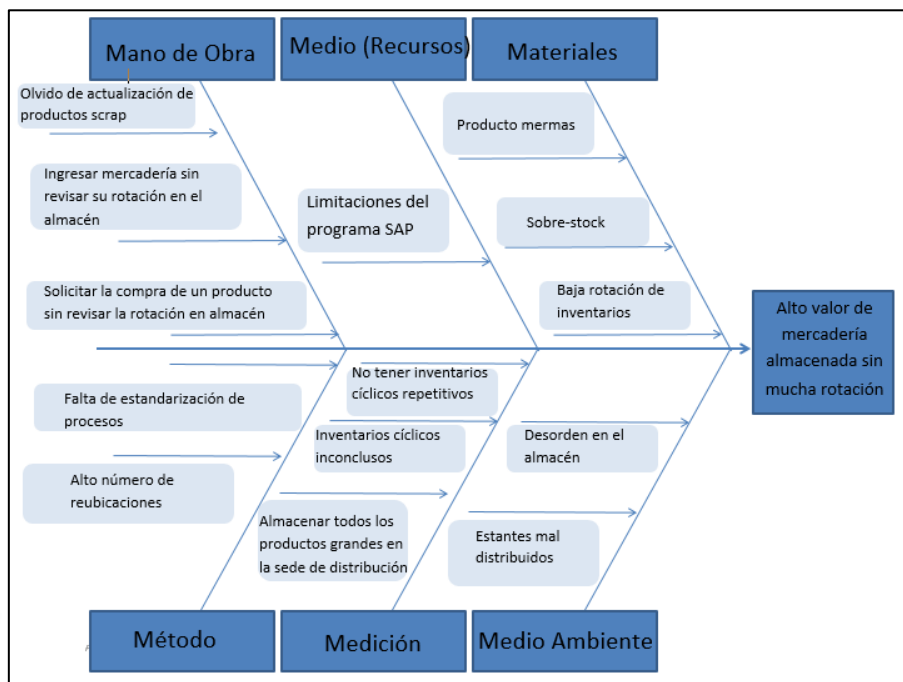 Mano de Obra
Medio (Recursos)
Materiales
Olvido de actualización de
productos scrap
Producto mermas
Ingresar mercadería sin
revisar su rotación en el
almacén
Limitaciones del
programa SAP
Sobre-stock
Solicitar la compra de un producto
sin revisar la rotación en almacén
Baja rotación de
inventarios
Alto valor de
mercadería
almacenada sin
mucha rotación
No tener inventarios
cíclicos repetitivos
Falta de estandarización de
procesos
Inventarios cíclicos
inconclusos
Desorden en el
almacén
Alto número de
reubicaciones
Almacenar todos los
productos grandes en
la sede de distribución
Estantes mal
distribuidos
Método
Medición
Medio Ambiente